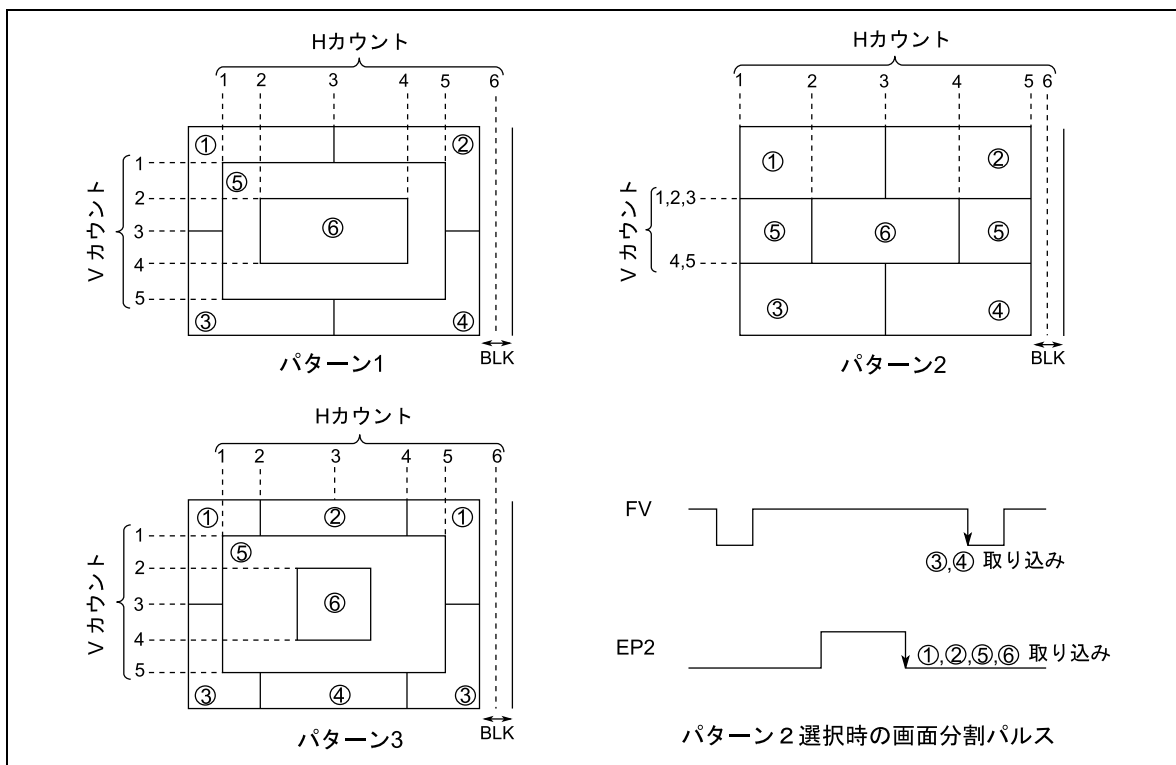 Hカウント
1 2 3 4 5 6
① ②
Vカウント
1
2
3
4
5
⑤
⑥
③ ④
BLK
パターン1
Hカウント
1 2 3 4 5 6
① ②
Vカウント
1,2,3
⑤ ⑥ ⑤
4,5
③ ④
BLK
パターン2
Hカウント
1 2 3 4 5 6
① ② ①
Vカウント
1
2
3
4
5
⑤
⑥
③ ④ ③
BLK
パターン3
FV
③,④ 取り込み
EP2
①,②,⑤,⑥ 取り込み
パターン2選択時の画面分割パルス